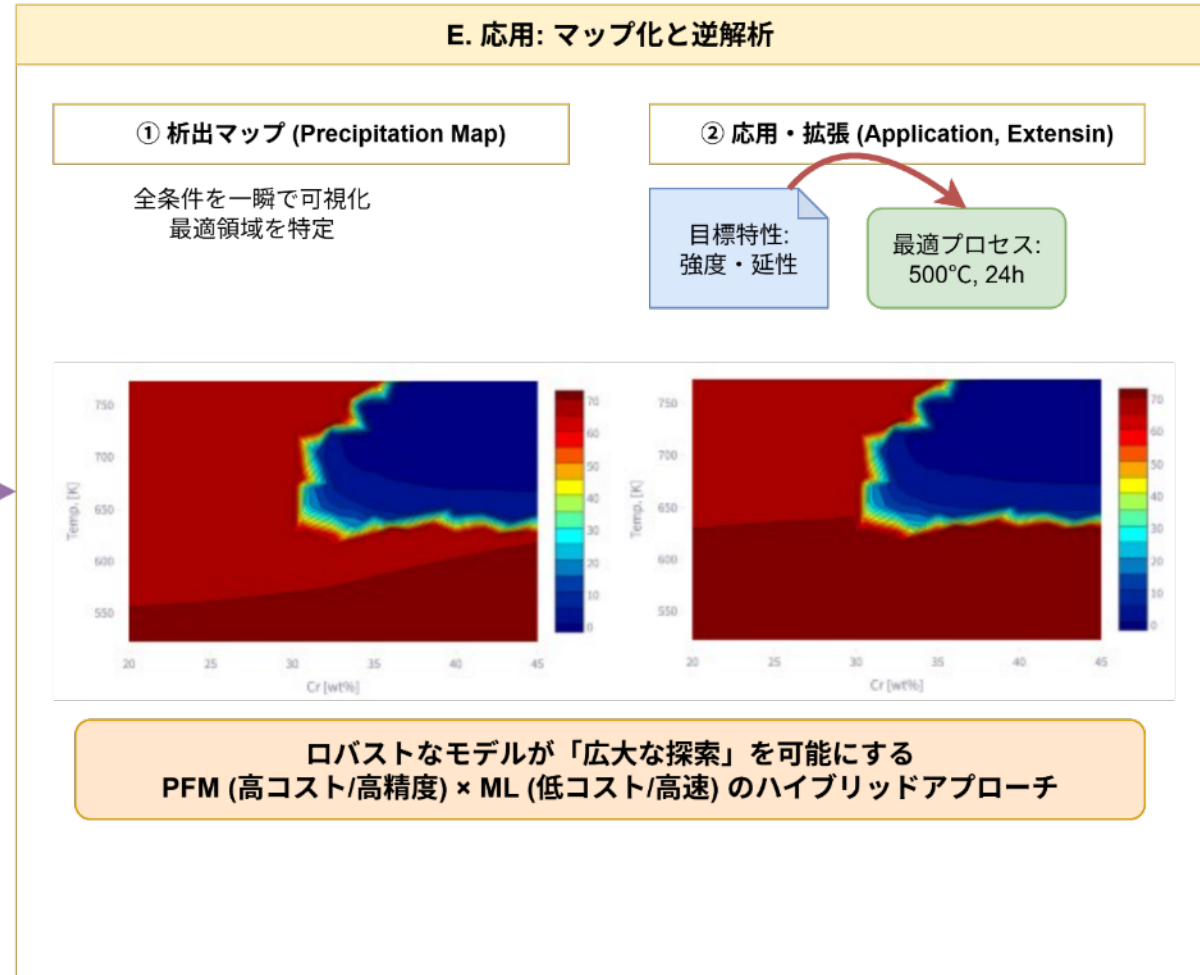 E. 応用: マップ化と逆解析
① 析出マップ (Precipitation Map)
全条件を一瞬で可視化
最適領域を特定
② 応用・拡張 (Application, Extensin)
目標特性:
強度・延性
最適プロセス:
500℃, 24h
Temp. [K]
750
700
650
600
550
20
25
30
35
40
45
Cr [wt%]
70
60
50
40
30
20
10
0
Temp. [K]
750
700
650
600
550
20
25
30
35
40
45
Cr [wt%]
70
60
50
40
30
20
10
0
ロバストなモデルが「広大な探索」を可能にする
PFM (高コスト/高精度) × ML (低コスト/高速) のハイブリッドアプローチ